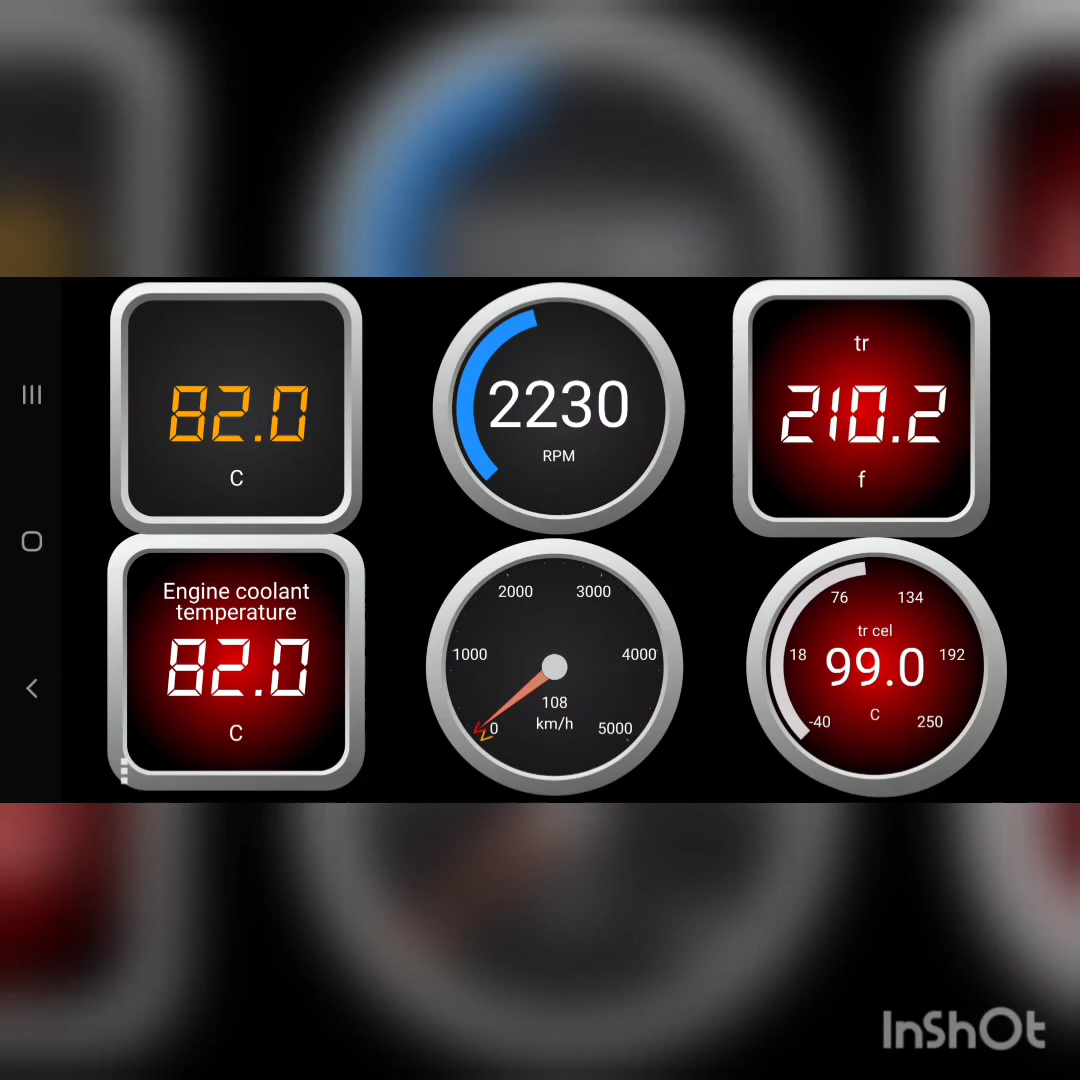 82.0
C
2230
RPM
tr
210.2
f
Engine coolant
temperature
82.0
C
2000 3000
1000 4000
108
km/h
0 5000
76 134
tr cel
18 99.0 192
C
-40 250
InShOt